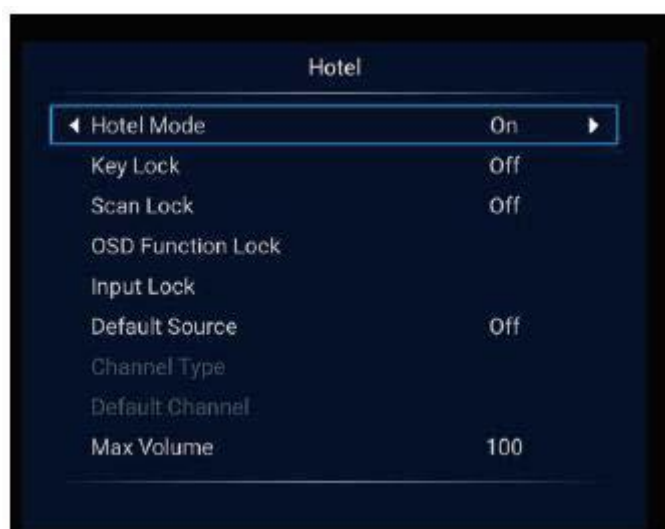 Hotel
Hotel Mode On
Key Lock Off
Scan Lock Off
OSD Function Lock
Input Lock
Default Source Off
Channel Type
Default Channel
Max Volume 100